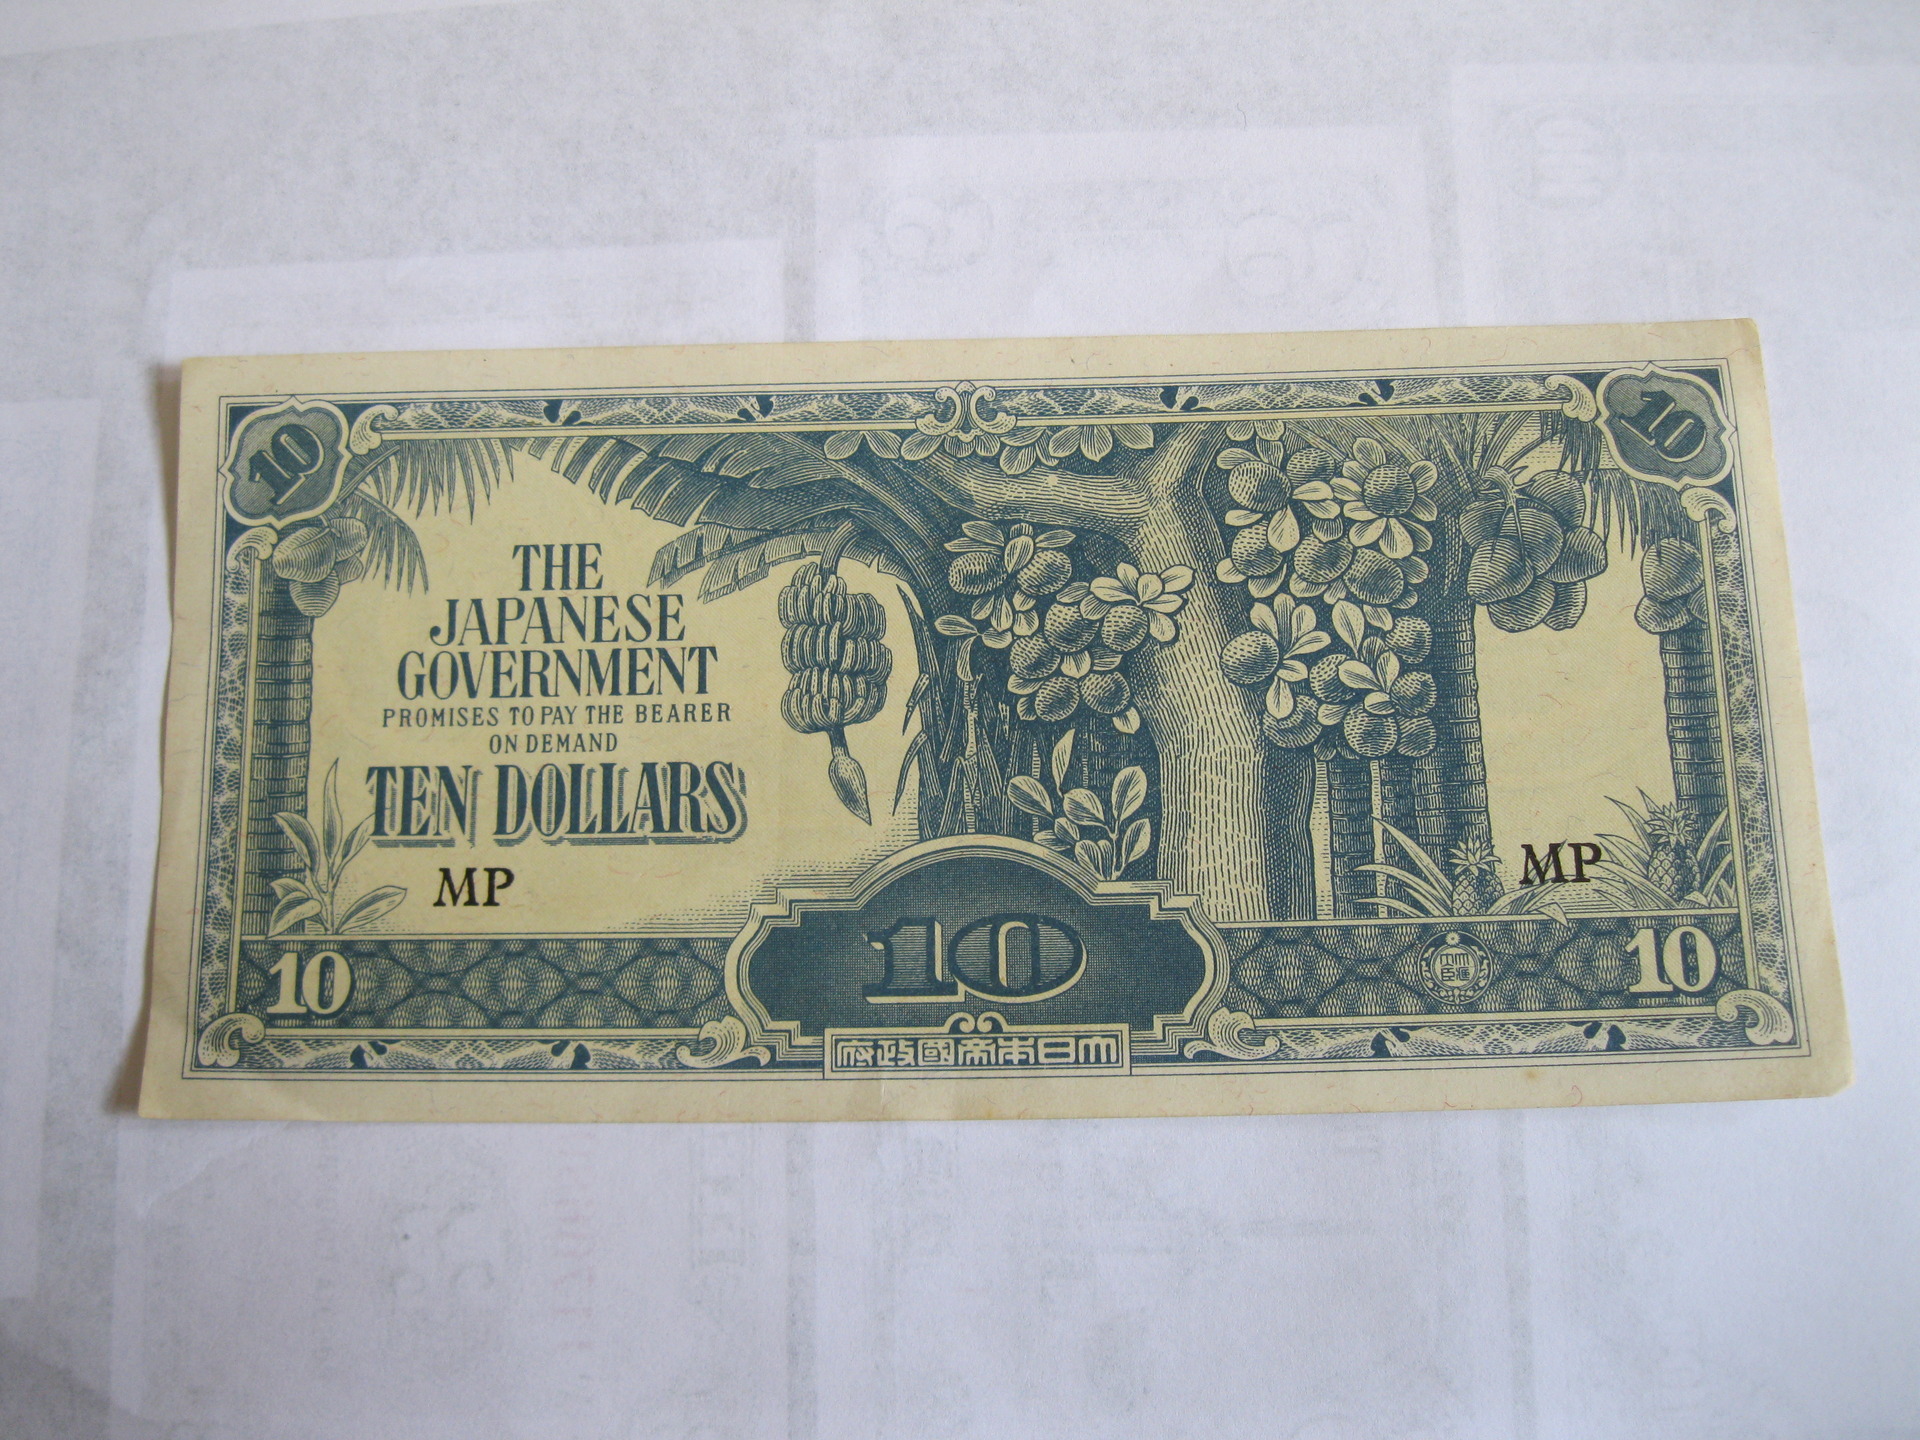 10
10
THE
JAPANESE
GOVERNMENT
PROMISES TO PAY THE BEARER
ON DEMAND
TEN DOLLARS
MP
MP
10
10
10
府政國帝本日大